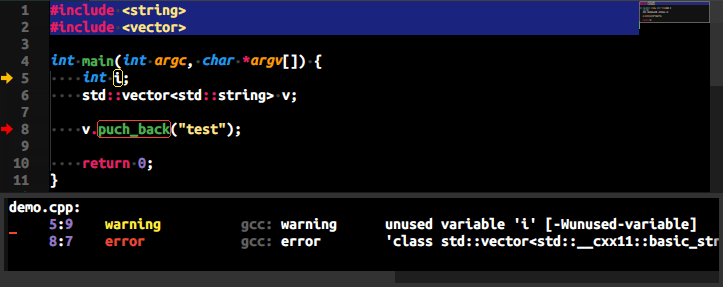 1 #include <string>
2 #include <vector>
3
4 int main(int argc, char *argv[]) {
5 int i;
6 std::vector<std::string> v;
7
8 v.puch_back("test");
9
10 return 0;
11 }
demo.cpp:
5:9 warning gcc: warning unused variable 'i' [-Wunused-variable]
8:7 error gcc: error 'class std::vector<std::__cxx11::basic_str